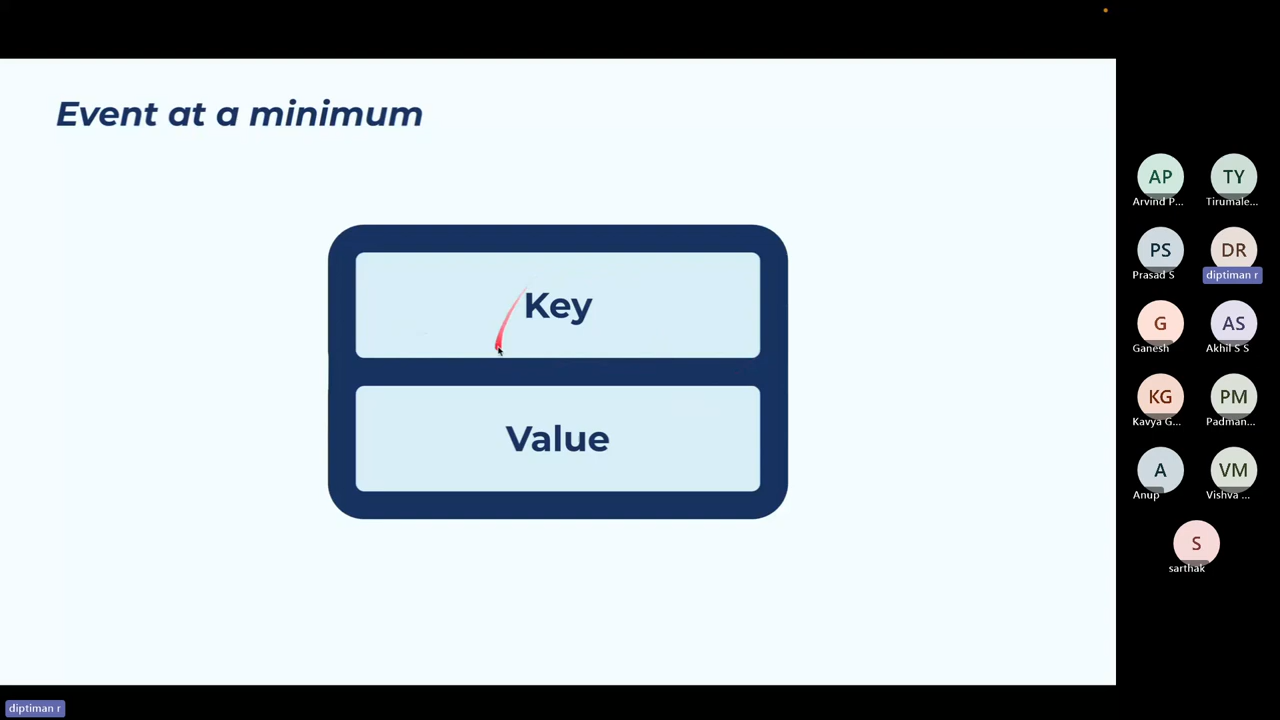 Event at a minimum
Key
Value
AP
TY
Arvind P...
Tirumale...
PS
DR
Prasad S
diptiman r
G
AS
Ganesh
Akhil S S
KG
PM
Kavya G...
Padman...
A
VM
Anup
Vishva ...
S
sarthak
diptiman r